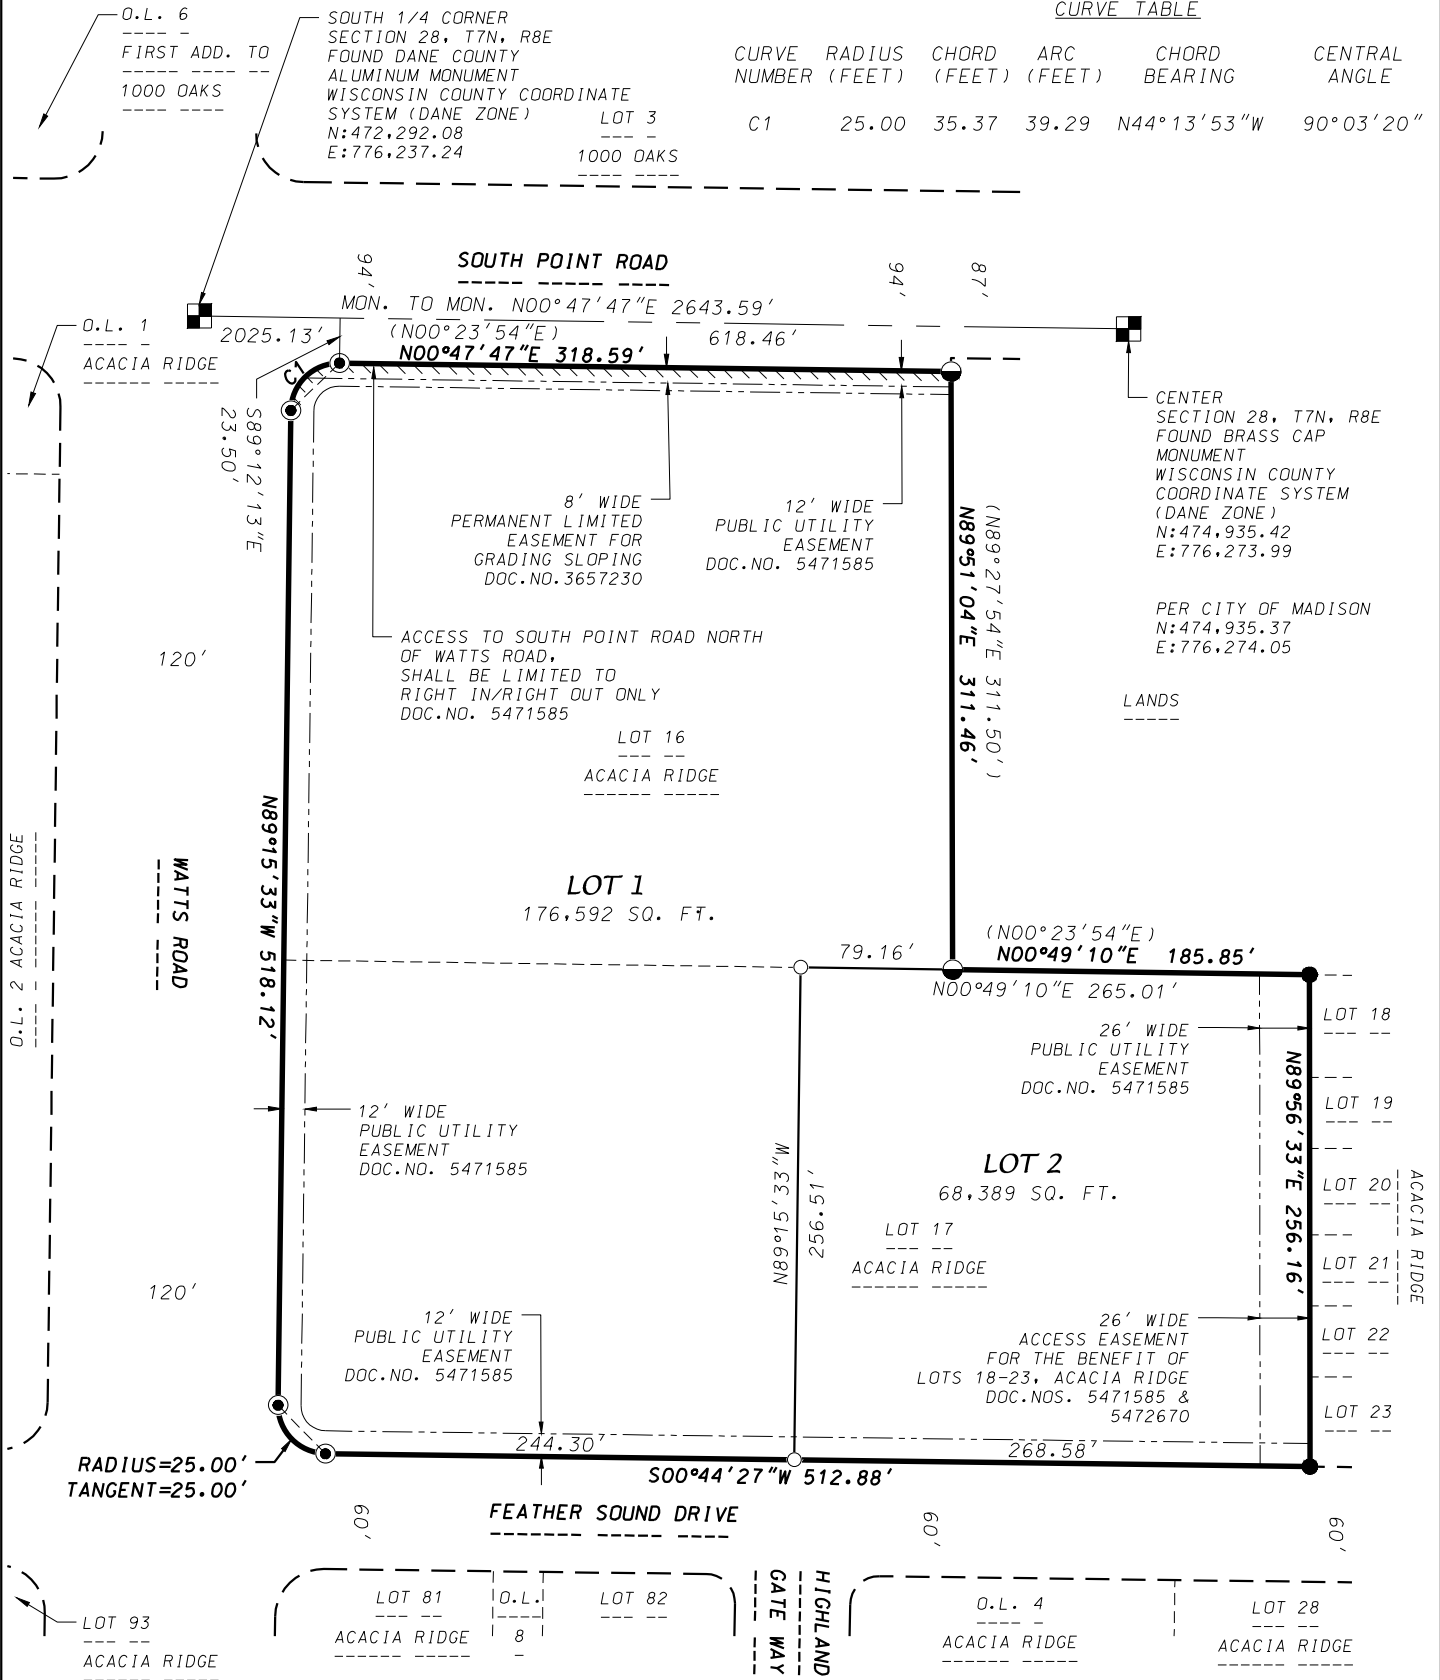 O.L. 6
FIRST ADD. TO
1000 OAKS
SOUTH 1/4 CORNER
SECTION 28, T7N, R8E
FOUND DANE COUNTY
ALUMINUM MONUMENT
WISCONSIN COUNTY COORDINATE
SYSTEM (DANE ZONE)
N:472,292.08
E:776,237.24
LOT 3
1000 OAKS
CURVE TABLE
CURVE RADIUS CHORD ARC CHORD CENTRAL
NUMBER (FEET) (FEET) (FEET) BEARING ANGLE
C1 25.00 35.37 39.29 N44°13'53"W 90°03'20"
94'
SOUTH POINT ROAD
94'
87'
MON. TO MON. N00°47'47"E 2643.59'
2025.13'
(N00°23'54"E)
618.46'
N00°47'47"E 318.59'
O.L. 1
ACACIA RIDGE
C1
S89°12'13"E
23.50'
CENTER
SECTION 28, T7N, R8E
FOUND BRASS CAP
MONUMENT
WISCONSIN COUNTY
COORDINATE SYSTEM
(DANE ZONE)
N:474,935.42
E:776,273.99
PER CITY OF MADISON
N:474,935.37
E:776,274.05
LANDS
8' WIDE
PERMANENT LIMITED
EASEMENT FOR
GRADING SLOPING
DOC.NO.3657230
12' WIDE
PUBLIC UTILITY
EASEMENT
DOC.NO. 5471585
(N89°27'54"E 311.50')
N89°51'04"E 311.46'
ACCESS TO SOUTH POINT ROAD NORTH
OF WATTS ROAD,
SHALL BE LIMITED TO
RIGHT IN/RIGHT OUT ONLY
DOC.NO. 5471585
120'
LOT 16
ACACIA RIDGE
N89°15'33"W 518.12'
WATTS ROAD
O.L. 2 ACACIA RIDGE
LOT 1
176,592 SQ. FT.
79.16'
(N00°23'54"E)
N00°49'10"E 185.85'
N00°49'10"E 265.01'
26' WIDE
PUBLIC UTILITY
EASEMENT
DOC.NO. 5471585
LOT 18
LOT 19
LOT 20
LOT 21
LOT 22
LOT 23
ACACIA RIDGE
N89°56'33"E 256.16'
12' WIDE
PUBLIC UTILITY
EASEMENT
DOC.NO. 5471585
N89°15'33"W
256.51'
LOT 2
68,389 SQ. FT.
LOT 17
ACACIA RIDGE
120'
12' WIDE
PUBLIC UTILITY
EASEMENT
DOC.NO. 5471585
26' WIDE
ACCESS EASEMENT
FOR THE BENEFIT OF
LOTS 18-23, ACACIA RIDGE
DOC.NOS. 5471585 &
5472670
244.30'
268.58'
S00°44'27"W 512.88'
RADIUS=25.00'
TANGENT=25.00'
FEATHER SOUND DRIVE
60'
60'
60'
LOT 93
ACACIA RIDGE
LOT 81
ACACIA RIDGE
O.L.
8
LOT 82
HIGHLAND
GATE WAY
O.L. 4
ACACIA RIDGE
LOT 28
ACACIA RIDGE